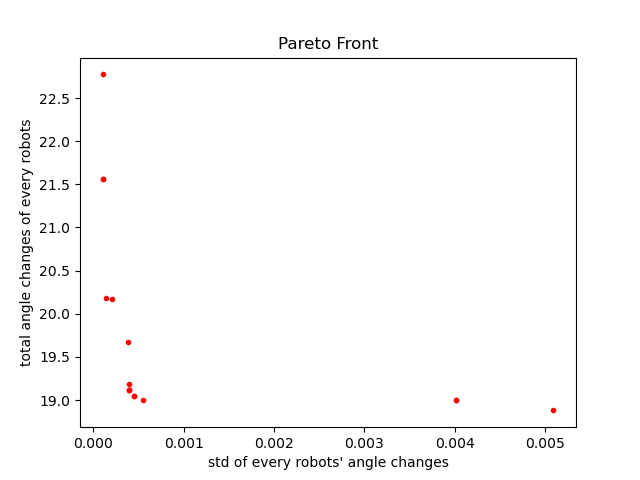 Pareto Front
22.5
22.0
21.5
21.0
20.5
20.0
19.5
19.0
total angle changes of every robots
0.000 0.001 0.002 0.003 0.004 0.005
std of every robots' angle changes